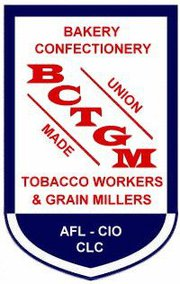 BAKERY
CONFECTIONERY
BCTGM
UNION
MADE
TOBACCO WORKERS
& GRAIN MILLERS
AFL - CIO
CLC